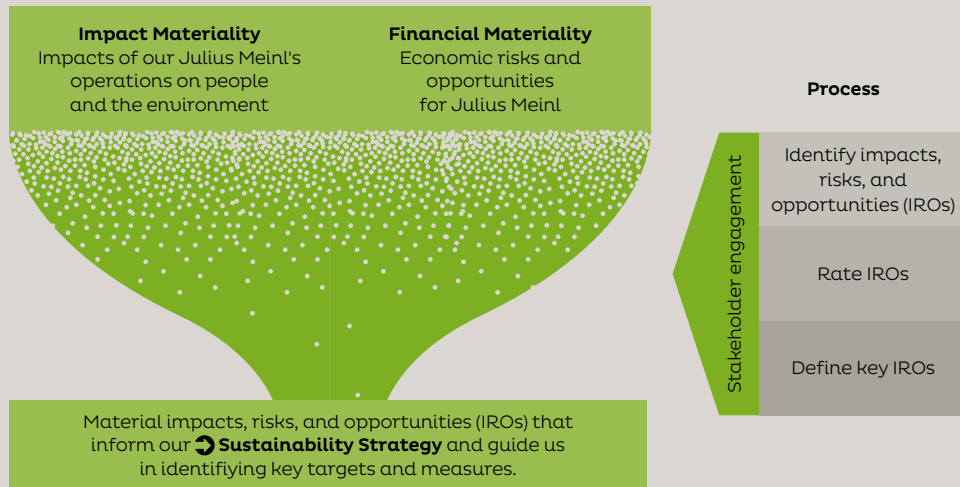 Impact Materiality
Impacts of our Julius Meinl's
operations on people
and the environment
Financial Materiality
Economic risks and
opportunities
for Julius Meinl
Material impacts, risks, and opportunities (IROs) that
inform our Sustainability Strategy and guide us
in identifiying key targets and measures.
Process
Stakeholder engagement
Identify impacts,
risks, and
opportunities (IROs)
Rate IROs
Define key IROs